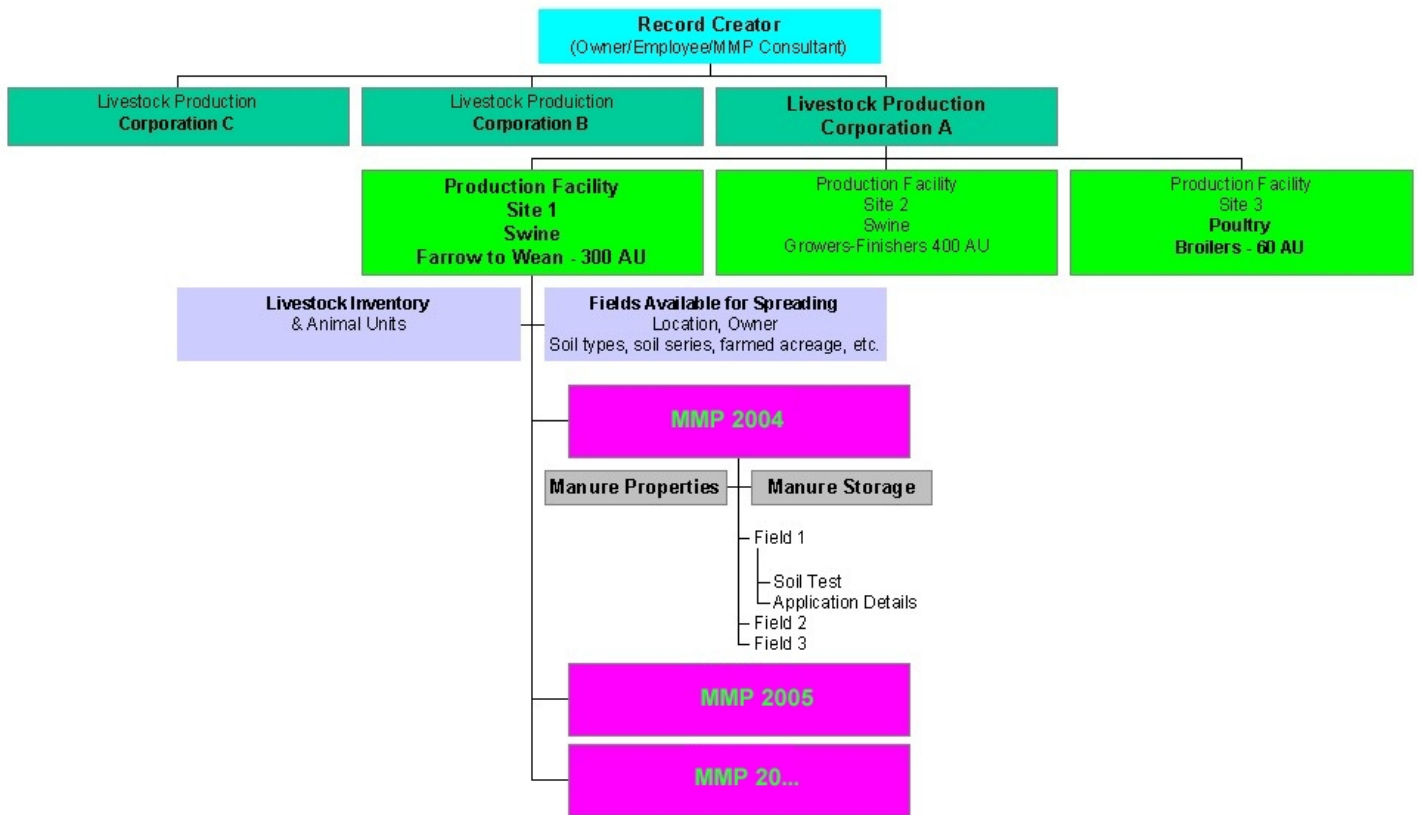 Record Creator
(Owner/Employee/MMP Consultant)
Livestock Production
Corporation C
Livestock Produiction
Corporation B
Livestock Production
Corporation A
Production Facility
Site 1
Swine
Farrow to Wean - 300 AU
Production Facility
Site 2
Swine
Growers-Finishers 400 AU
Production Facility
Site 3
Poultry
Broilers - 60 AU
Livestock Inventory
& Animal Units
Fields Available for Spreading
Location, Owner
Soil types, soil series, farmed acreage, etc.
MMP 2004
Manure Properties
Manure Storage
Field 1
Soil Test
Application Details
Field 2
Field 3
MMP 2005
MMP 20...